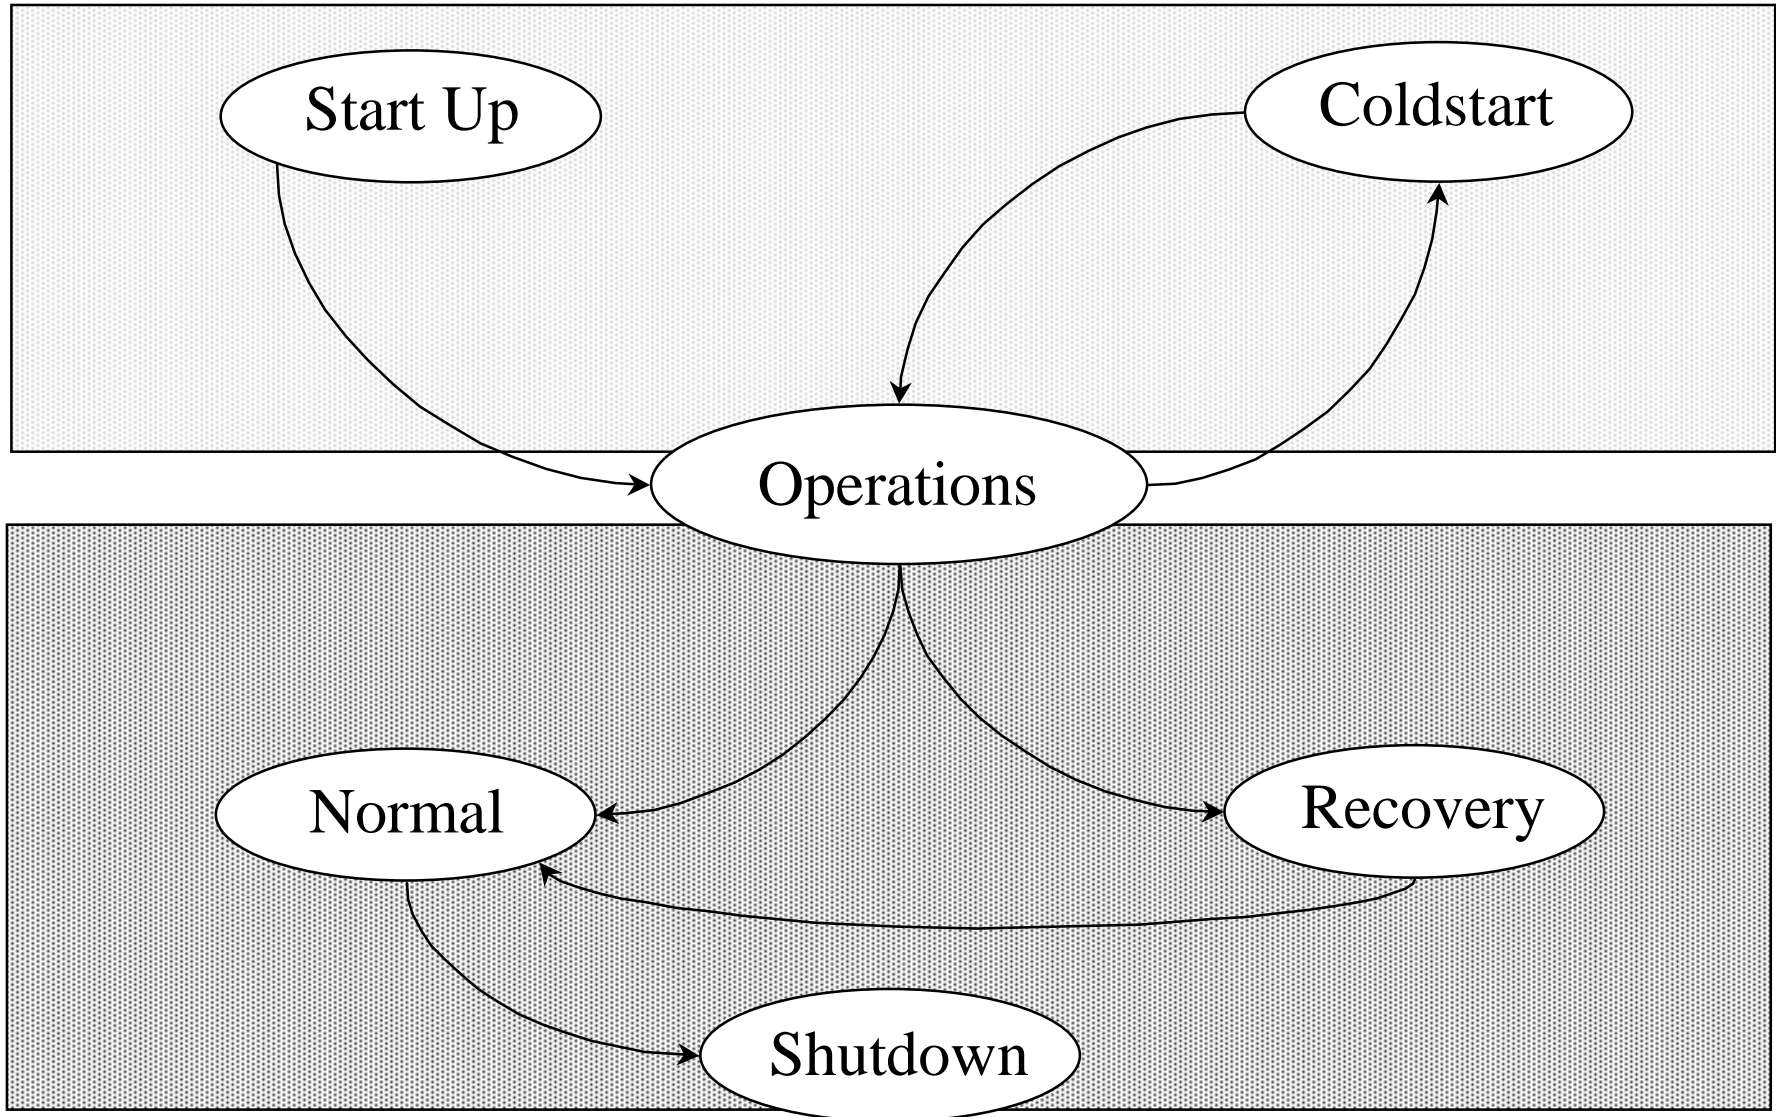 Start Up
Coldstart
Operations
Normal
Recovery
Shutdown